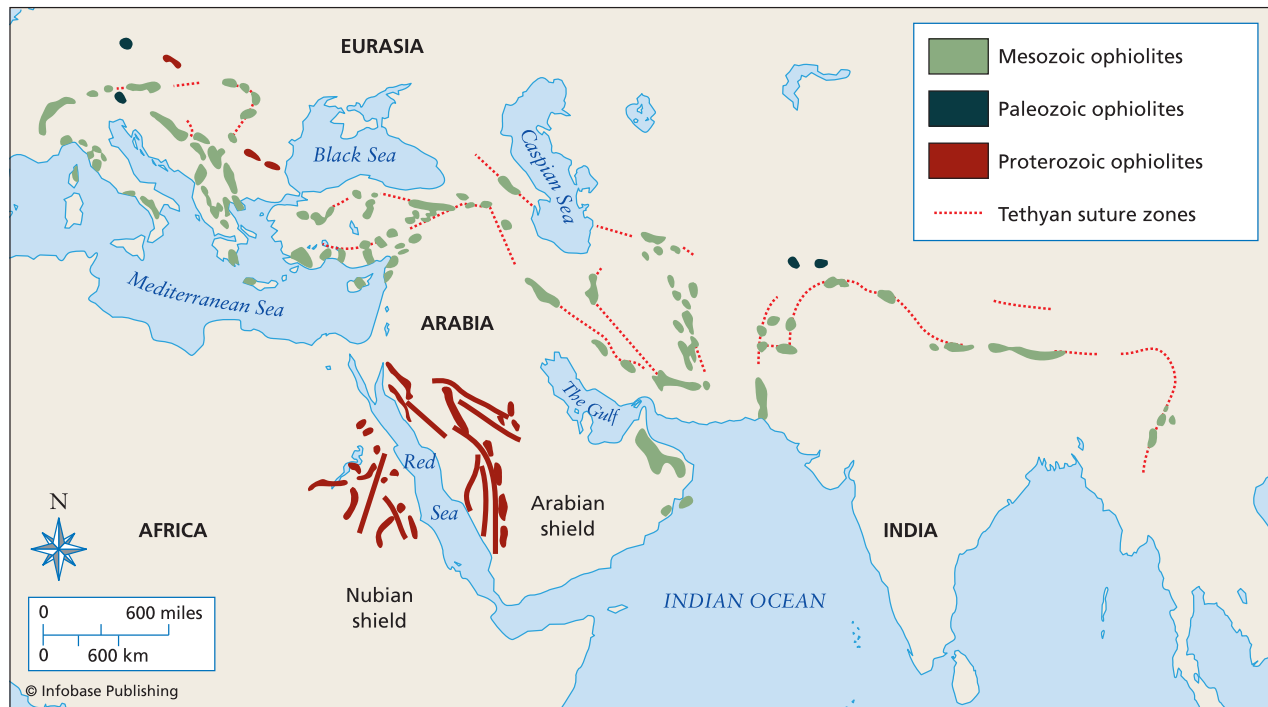 EURASIA
Mesozoic ophiolites
Paleozoic ophiolites
Proterozoic ophiolites
Tethyan suture zones
Black Sea
Caspian Sea
Mediterranean Sea
ARABIA
The Gulf
Red
Sea
Arabian
shield
AFRICA
INDIA
Nubian
shield
INDIAN OCEAN
N
0
600 miles
0
600 km
© Infobase Publishing